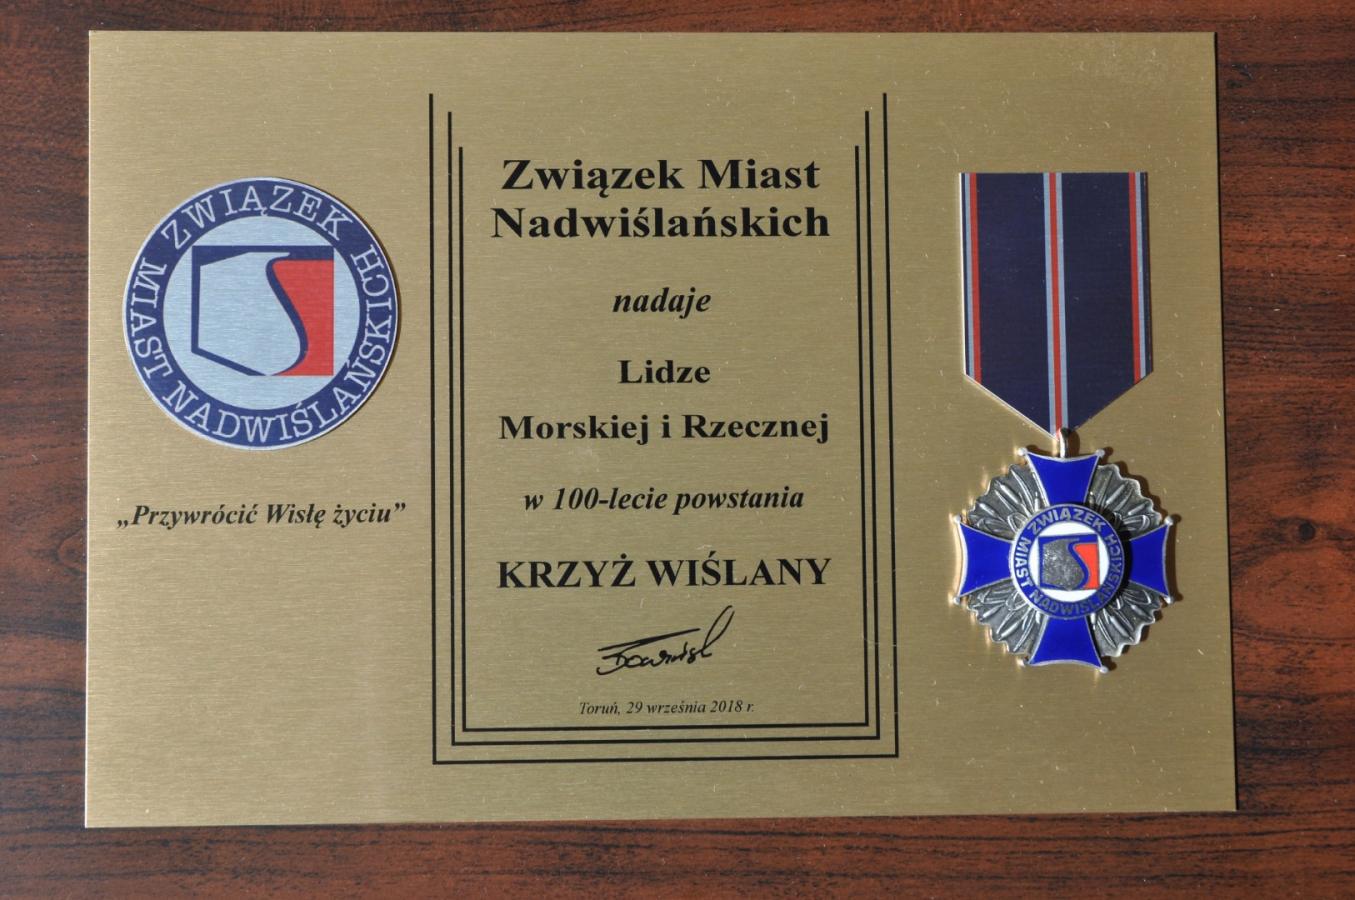 ZWIĄZEK MIAST NADWIŚLAŃSKICH
„Przywrócić Wisłę życiu”
Związek Miast
Nadwiślańskich
nadaje
Lidze
Morskiej i Rzecznej
w 100-lecie powstania
KRZYŻ WIŚLANY
Toruń, 29 września 2018 r.
ZWIĄZEK MIAST NADWIŚLAŃSKICH